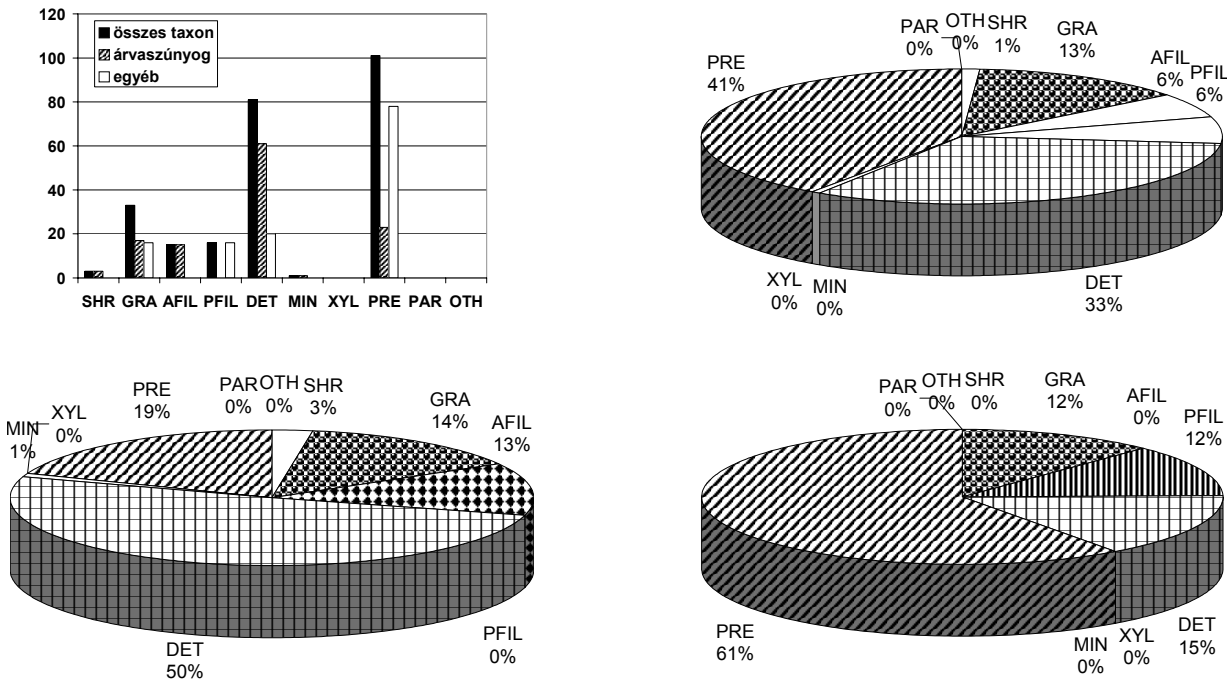 120
100
80
60
40
20
0
összes taxon
árvaszúnyog
egyéb
SHR GRA AFIL PFIL DET MIN XYL PRE PAR OTH
PAR
0%
OTH
0%
SHR
1%
GRA
13%
AFIL
6%
PFIL
6%
PRE
41%
XYL
0%
MIN
0%
DET
33%
MIN
1%
XYL
0%
PRE
19%
PAR
0%
OTH
0%
SHR
3%
GRA
14%
AFIL
13%
DET
50%
PFIL
0%
PAR
0%
OTH
0%
SHR
0%
GRA
12%
AFIL
0%
PFIL
12%
PRE
61%
MIN
0%
XYL
0%
DET
15%